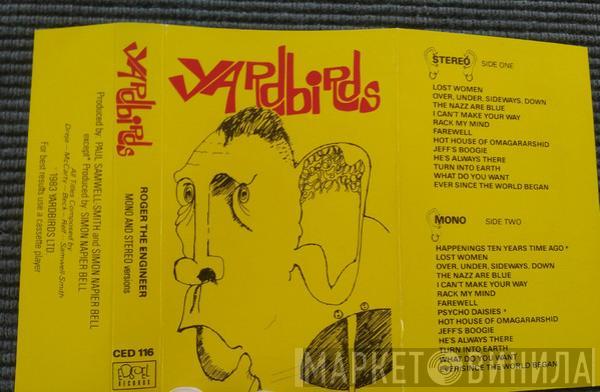 YARDBIRDS
Produced by: PAUL SAMWELL-SMITH and SIMON NAPIER BELL
except* Produced by: SIMON NAPIER BELL
All Titles Composed by
Dreja—McCarty—Beck—Relf—Samwell-Smith
1983 YARDBIRDS LTD.
For best results use a cassette player
YARDBIRDS
ROGER THE ENGINEER
MONO AND STEREO versions
CED 116
EDSEL
RECORDS
YARDBIRDS
STEREO SIDE ONE
LOST WOMEN
OVER, UNDER, SIDEWAYS, DOWN
THE NAZZ ARE BLUE
I CAN'T MAKE YOUR WAY
RACK MY MIND
FAREWELL
HOT HOUSE OF OMAGARARSHID
JEFF'S BOOGIE
HE'S ALWAYS THERE
TURN INTO EARTH
WHAT DO YOU WANT
EVER SINCE THE WORLD BEGAN
MONO SIDE TWO
HAPPENINGS TEN YEARS TIME AGO *
LOST WOMEN
OVER, UNDER, SIDEWAYS, DOWN
THE NAZZ ARE BLUE
I CAN'T MAKE YOUR WAY
RACK MY MIND
FAREWELL
PSYCHO DAISIES *
HOT HOUSE OF OMAGARARSHID
JEFF'S BOOGIE
HE'S ALWAYS THERE
TURN INTO EARTH
WHAT DO YOU WANT
EVER SINCE THE WORLD BEGAN
МАРКЕТ ВИНИЛА